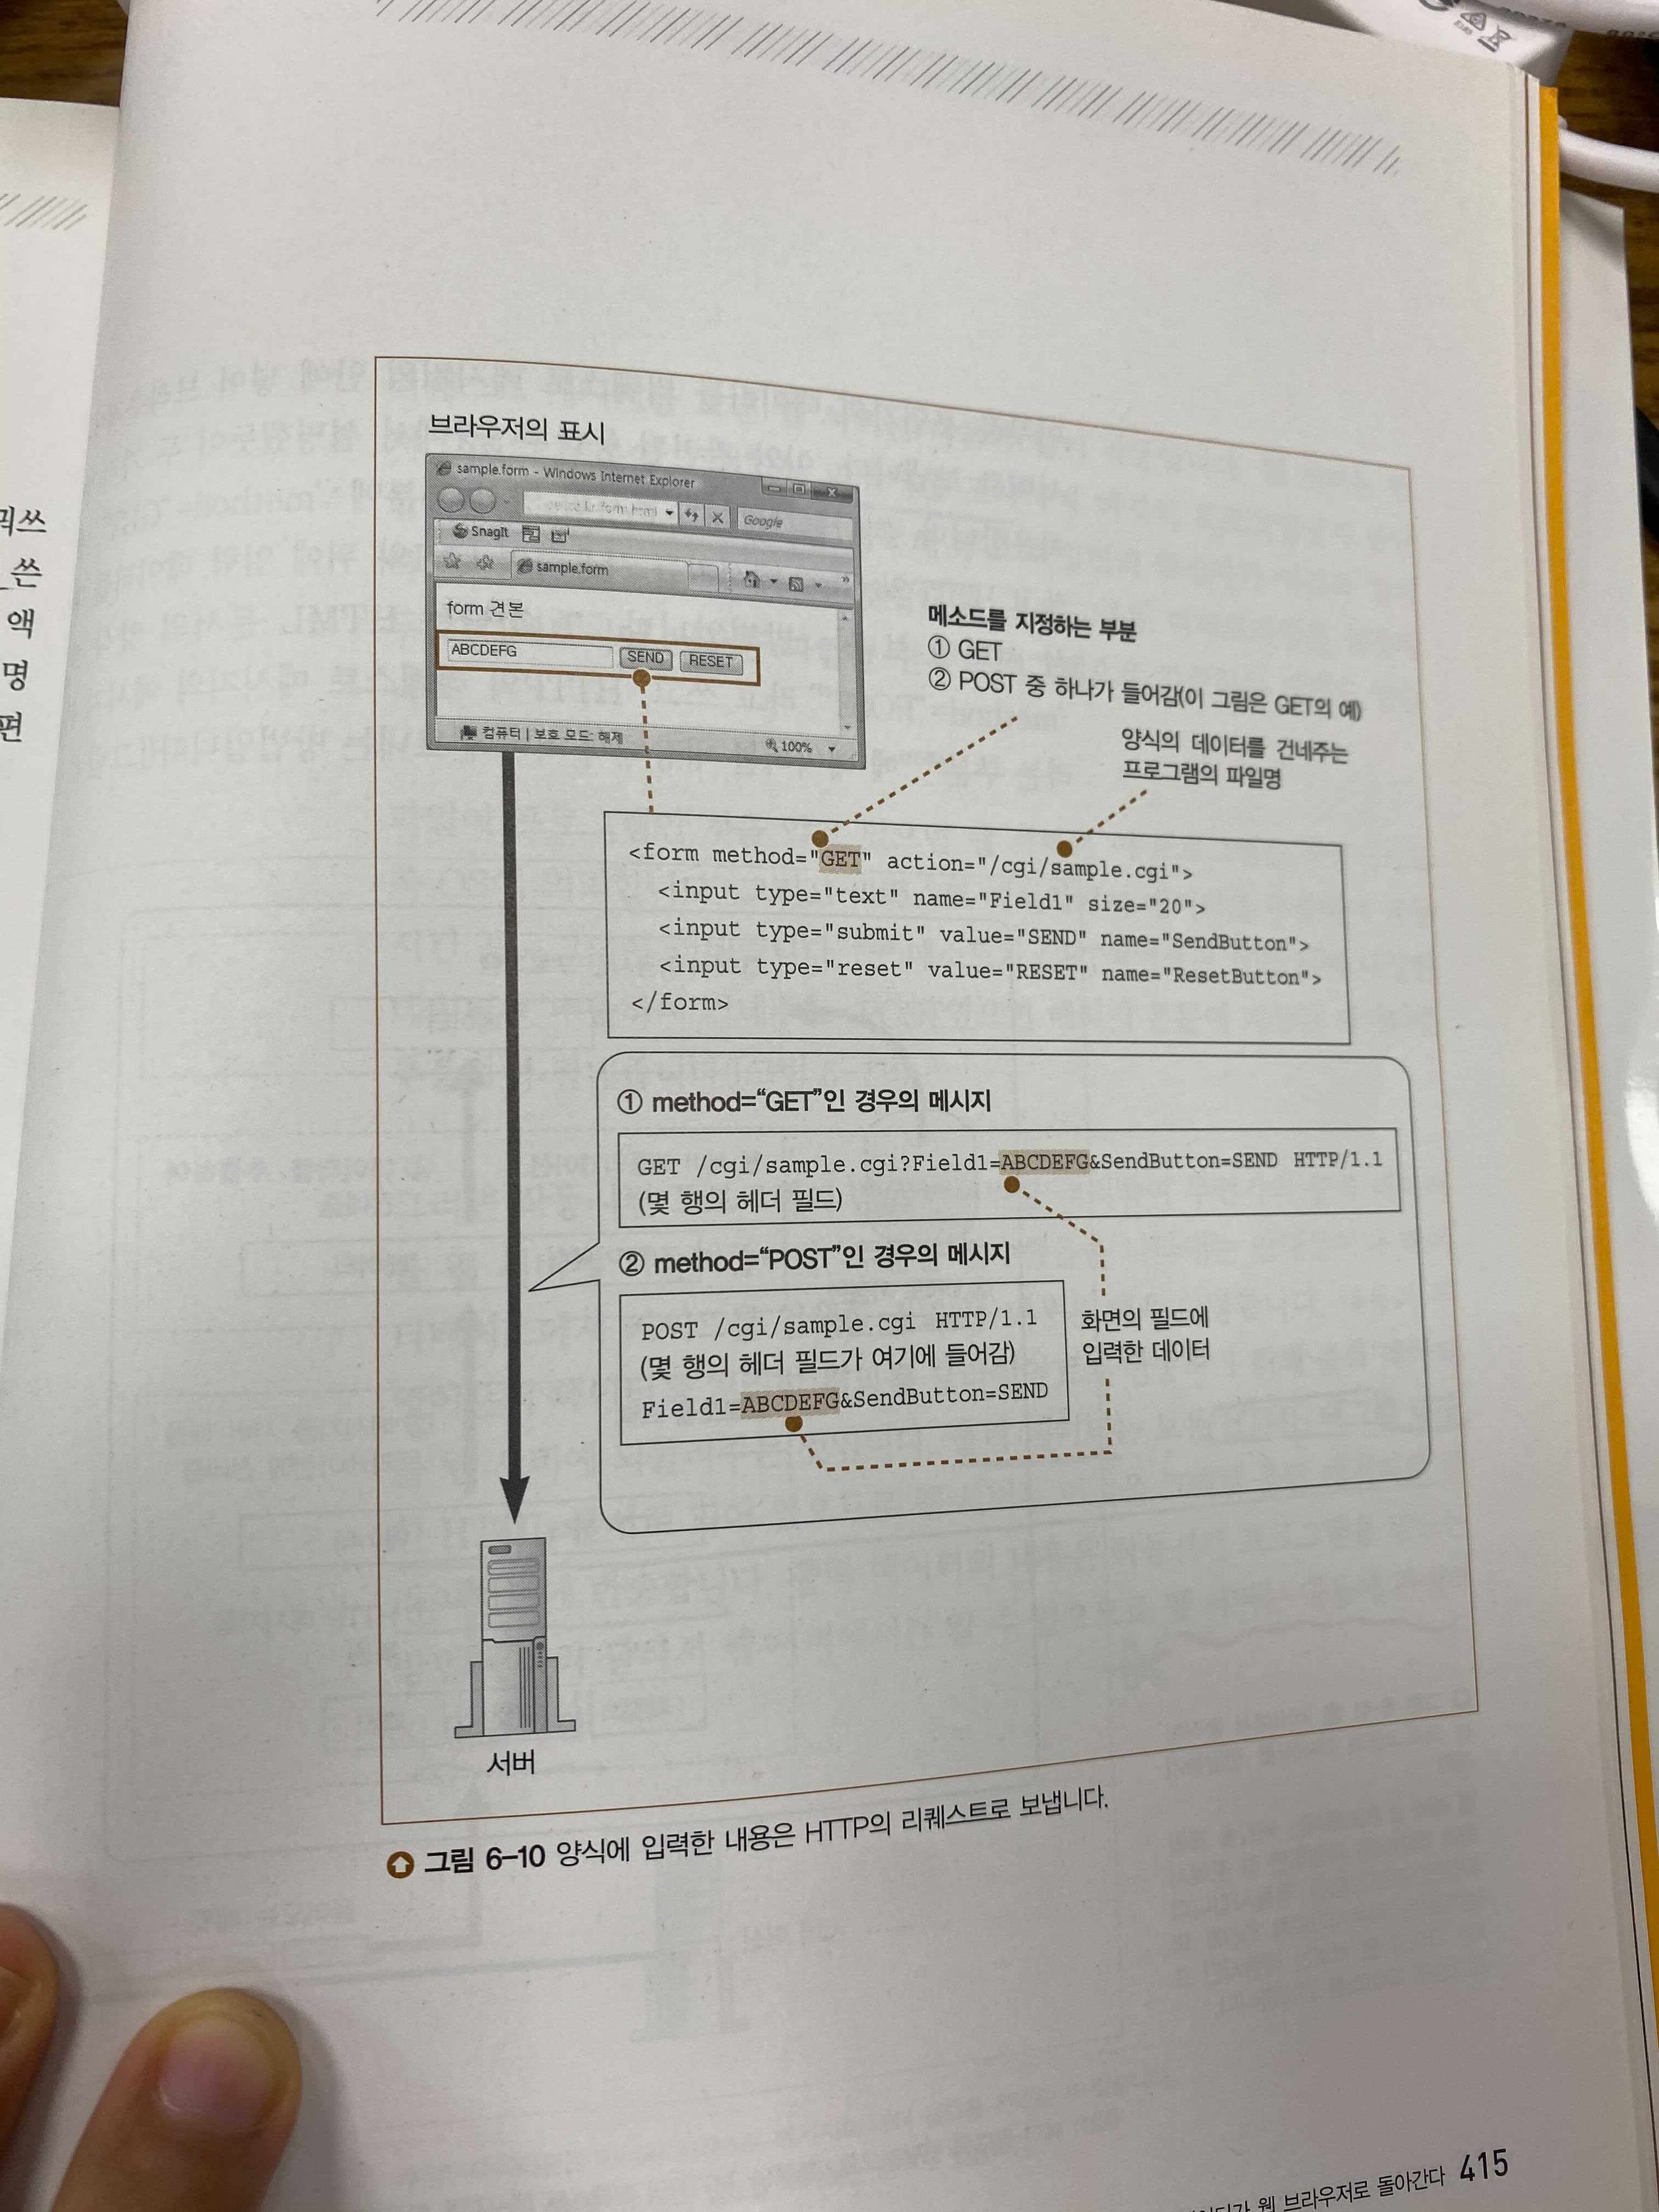 뀌쓰
쓴
액
명
편
브라우저의 표시
sample.form - Windows Internet Explorer
Google
SnagIt
sample.form
form 견본
ABCDEFG SEND RESET
컴퓨터 | 보호 모드: 해제 100%
메소드를 지정하는 부분
① GET
② POST 중 하나가 들어감(이 그림은 GET의 예)
양식의 데이터를 건네주는
프로그램의 파일명
<form method="GET" action="/cgi/sample.cgi">
<input type="text" name="Field1" size="20">
<input type="submit" value="SEND" name="SendButton">
<input type="reset" value="RESET" name="ResetButton">
</form>
① method=“GET”인 경우의 메시지
GET /cgi/sample.cgi?Field1=ABCDEFG&SendButton=SEND HTTP/1.1
(몇 행의 헤더 필드)
② method=“POST”인 경우의 메시지
POST /cgi/sample.cgi HTTP/1.1
(몇 행의 헤더 필드가 여기에 들어감)
Field1=ABCDEFG&SendButton=SEND
화면의 필드에
입력한 데이터
서버
그림 6-10 양식에 입력한 내용은 HTTP의 리퀘스트로 보냅니다.
웹 브라우저로 돌아간다 415